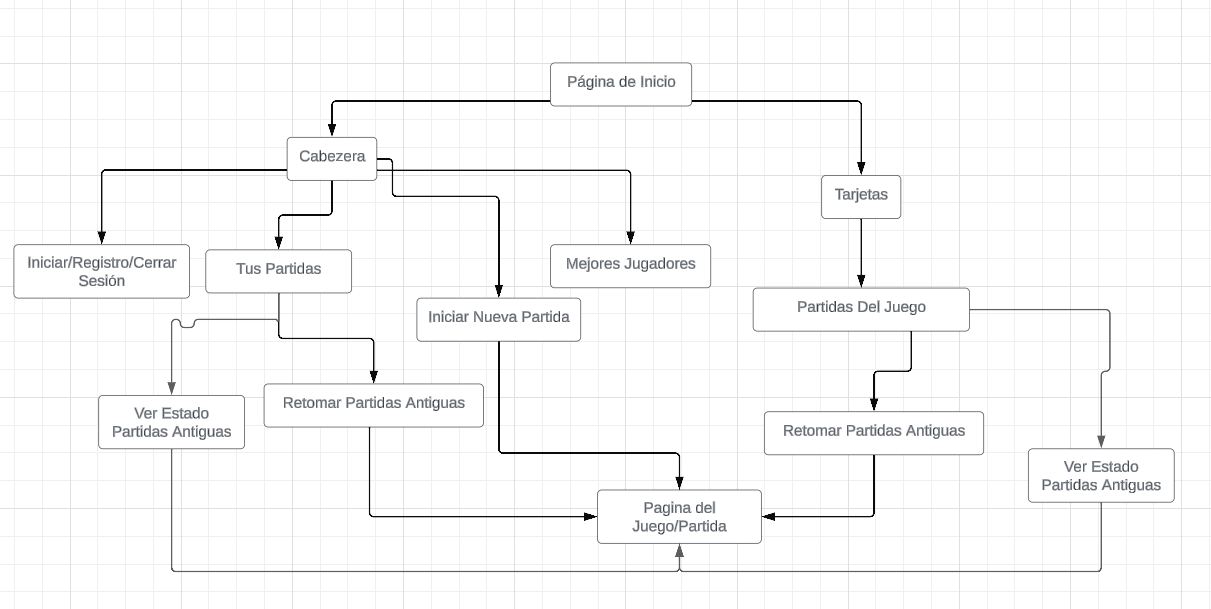 Página de Inicio
Cabezera
Tarjetas
Iniciar/Registro/Cerrar
Sesión
Tus Partidas
Mejores Jugadores
Iniciar Nueva Partida
Partidas Del Juego
Ver Estado
Partidas Antiguas
Retomar Partidas Antiguas
Retomar Partidas Antiguas
Ver Estado
Partidas Antiguas
Pagina del
Juego/Partida